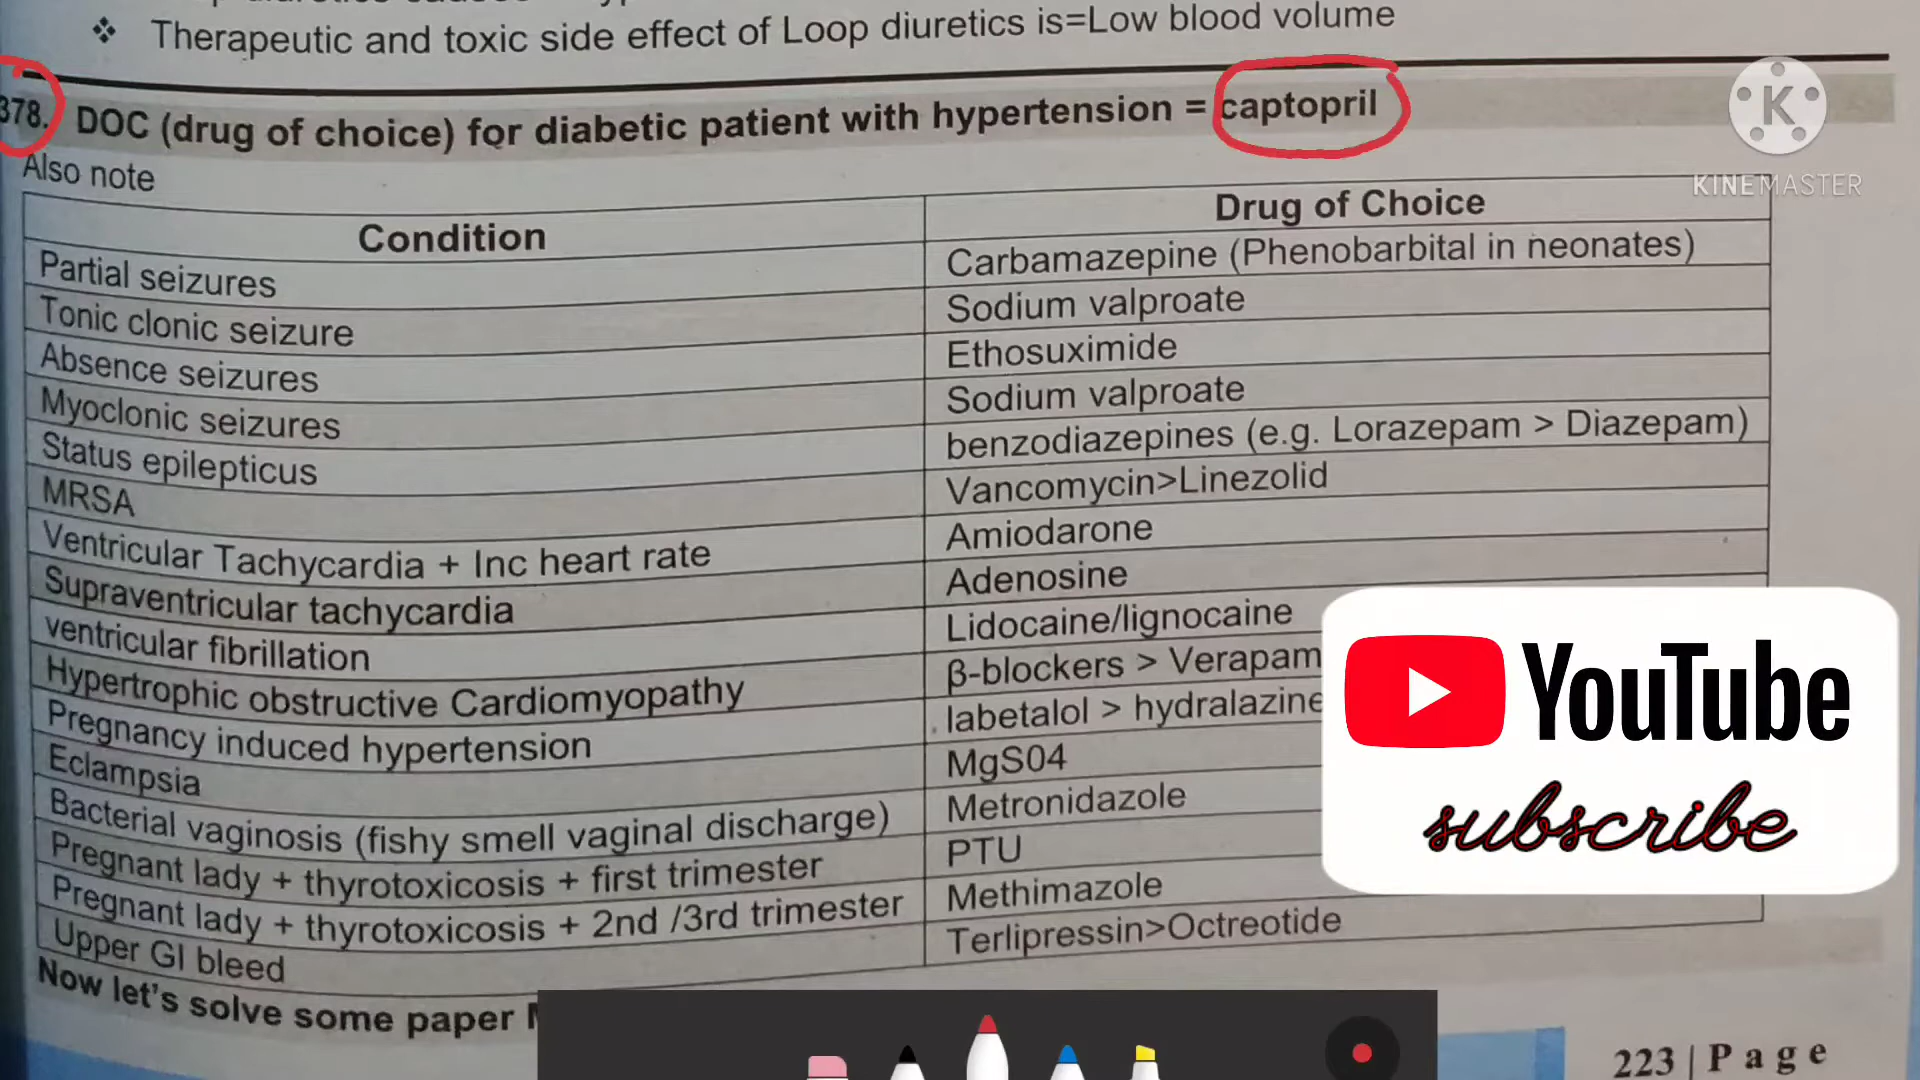 ❖ Therapeutic and toxic side effect of Loop diuretics is=Low blood volume
378. DOC (drug of choice) for diabetic patient with hypertension = captopril
Also note
Condition Drug of Choice
Partial seizures Carbamazepine (Phenobarbital in neonates)
Tonic clonic seizure Sodium valproate
Absence seizures Ethosuximide
Myoclonic seizures Sodium valproate
Status epilepticus benzodiazepines (e.g. Lorazepam > Diazepam)
MRSA Vancomycin>Linezolid
Ventricular Tachycardia + Inc heart rate Amiodarone
Supraventricular tachycardia Adenosine
ventricular fibrillation Lidocaine/lignocaine
Hypertrophic obstructive Cardiomyopathy β-blockers > Verapam
Pregnancy induced hypertension labetalol > hydralazine
Eclampsia MgS04
Bacterial vaginosis (fishy smell vaginal discharge) Metronidazole
Pregnant lady + thyrotoxicosis + first trimester PTU
Pregnant lady + thyrotoxicosis + 2nd /3rd trimester Methimazole
Upper GI bleed Terlipressin>Octreotide
Now let's solve some paper
223 | Page
K
KINEMASTER
YouTube
subscribe